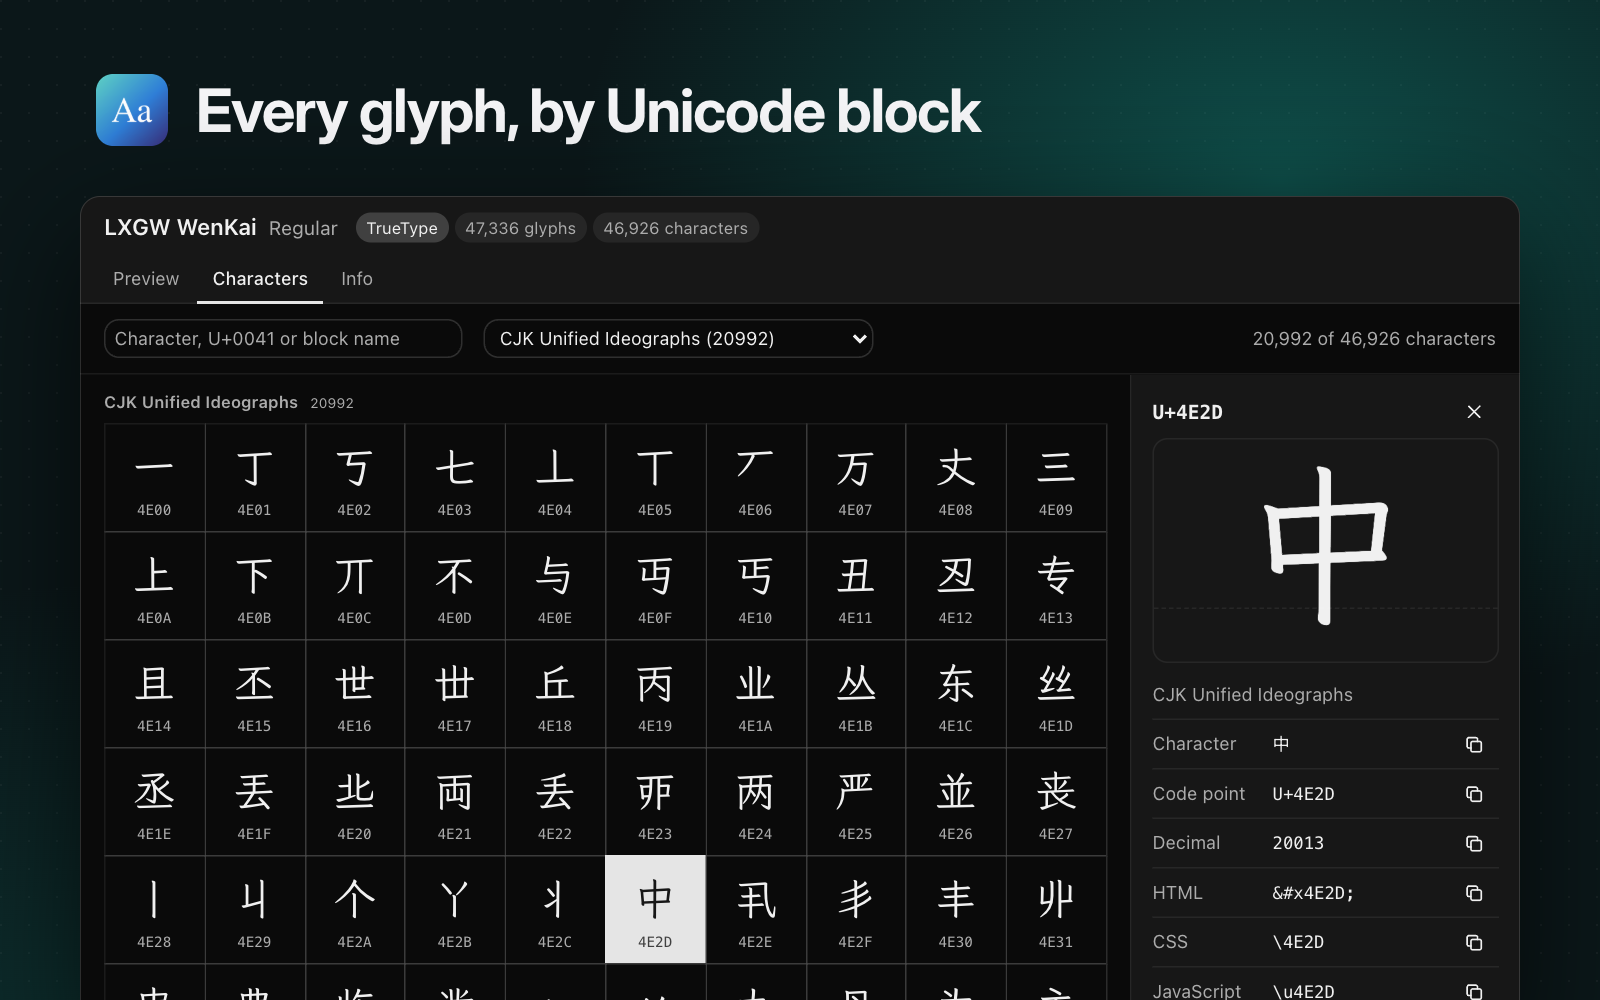 Aa Every glyph, by Unicode block
LXGW WenKai Regular TrueType 47,336 glyphs 46,926 characters
Preview Characters Info
Character, U+0041 or block name CJK Unified Ideographs (20992) 20,992 of 46,926 characters
CJK Unified Ideographs 20992
一 丁 丂 七 丄 丅 丆 万 丈 三
4E00 4E01 4E02 4E03 4E04 4E05 4E06 4E07 4E08 4E09
上 下 丌 不 与 丏 丐 丑 丒 专
4E0A 4E0B 4E0C 4E0D 4E0E 4E0F 4E10 4E11 4E12 4E13
且 丕 世 丗 丘 丙 业 丛 东 丝
4E14 4E15 4E16 4E17 4E18 4E19 4E1A 4E1B 4E1C 4E1D
丞 丟 丠 両 丢 丣 两 严 並 丧
4E1E 4E1F 4E20 4E21 4E22 4E23 4E24 4E25 4E26 4E27
丨 丩 个 丫 丬 中 丮 丯 丰 丱
4E28 4E29 4E2A 4E2B 4E2C 4E2D 4E2E 4E2F 4E30 4E31
U+4E2D
中
CJK Unified Ideographs
Character 中
Code point U+4E2D
Decimal 20013
HTML &#x4E2D;
CSS \4E2D
JavaScript \u4E2D